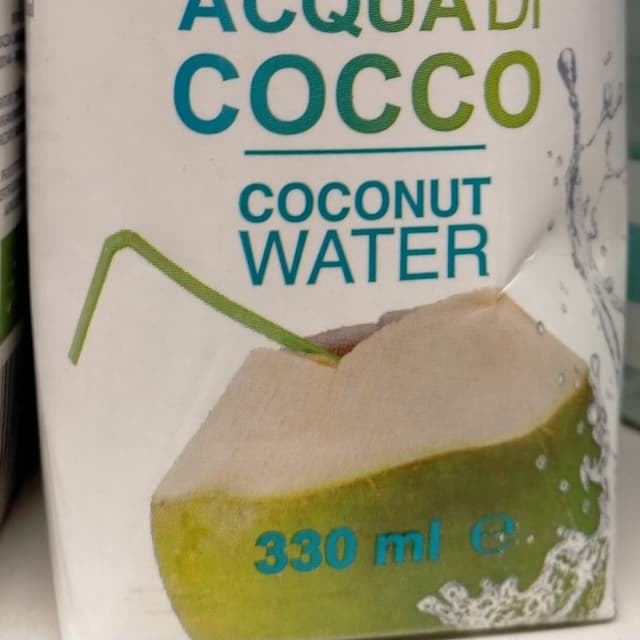 ACQUA DI
COCCO
COCONUT
WATER
330 ml ℮